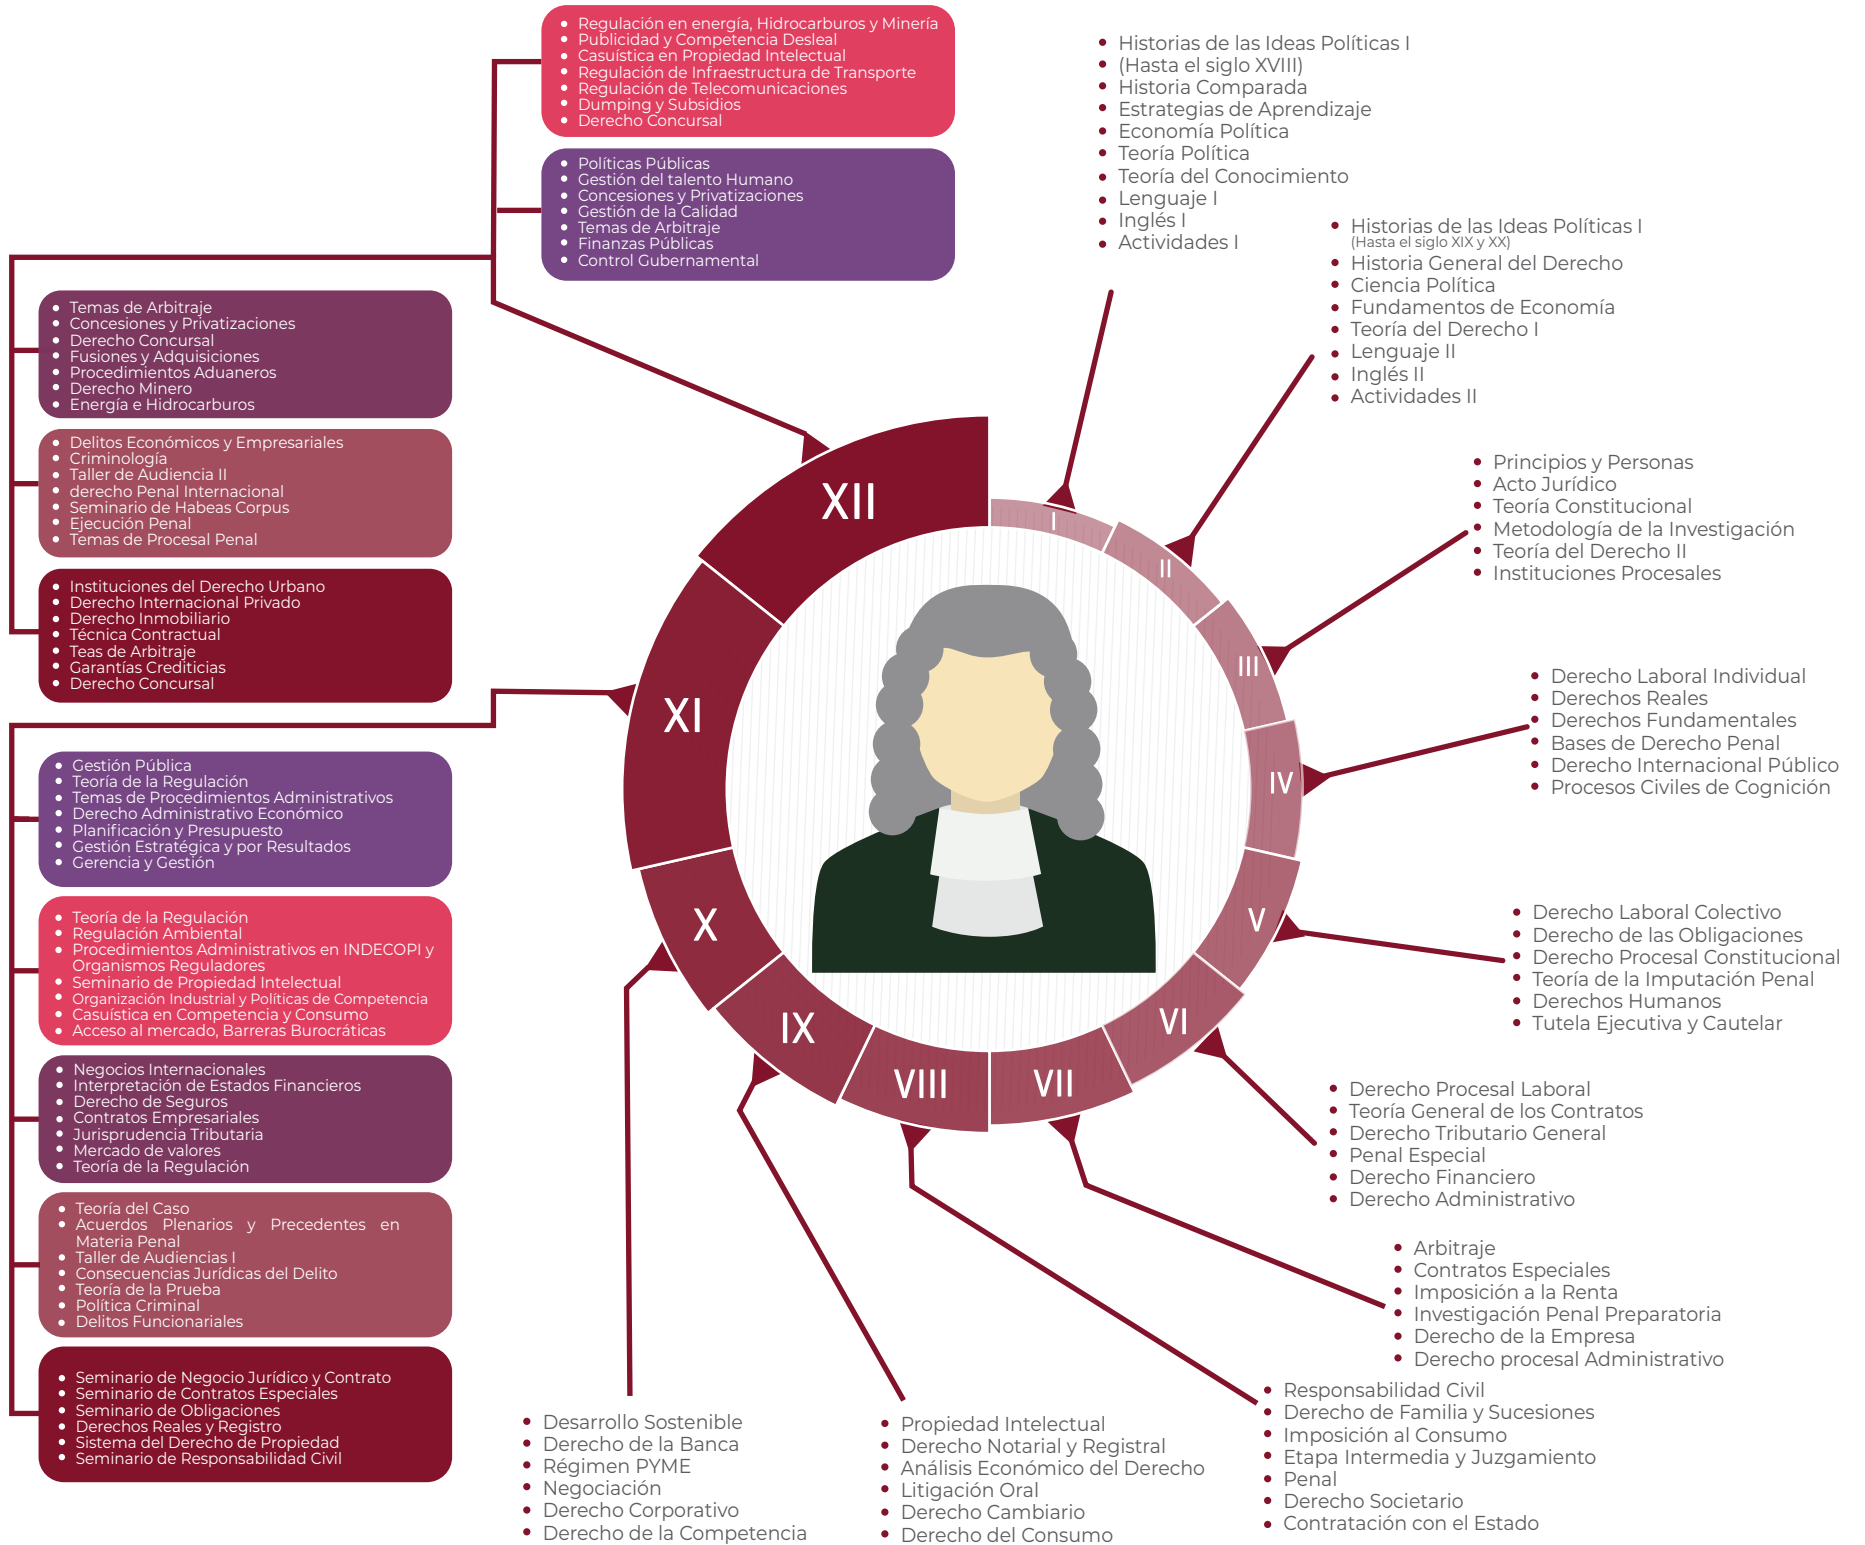 Regulación en energía, Hidrocarburos y Minería
Publicidad y Competencia Desleal
Casuística en Propiedad Intelectual
Regulación de Infraestructura de Transporte
Regulación de Telecomunicaciones
Dumping y Subsidios
Derecho Concursal
Políticas Públicas
Gestión del talento Humano
Concesiones y Privatizaciones
Gestión de la Calidad
Temas de Arbitraje
Finanzas Públicas
Control Gubernamental
Temas de Arbitraje
Concesiones y Privatizaciones
Derecho Concursal
Fusiones y Adquisiciones
Procedimientos Aduaneros
Derecho Minero
Energía e Hidrocarburos
Delitos Económicos y Empresariales
Criminología
Taller de Audiencia II
derecho Penal Internacional
Seminario de Habeas Corpus
Ejecución Penal
Temas de Procesal Penal
Instituciones del Derecho Urbano
Derecho Internacional Privado
Derecho Inmobiliario
Técnica Contractual
Teas de Arbitraje
Garantías Crediticias
Derecho Concursal
Gestión Pública
Teoría de la Regulación
Temas de Procedimientos Administrativos
Derecho Administrativo Económico
Planificación y Presupuesto
Gestión Estratégica y por Resultados
Gerencia y Gestión
Teoría de la Regulación
Regulación Ambiental
Procedimientos Administrativos en INDECOPI y
Organismos Reguladores
Seminario de Propiedad Intelectual
Organización Industrial y Políticas de Competencia
Casuística en Competencia y Consumo
Acceso al mercado, Barreras Burocráticas
Negocios Internacionales
Interpretación de Estados Financieros
Derecho de Seguros
Contratos Empresariales
Jurisprudencia Tributaria
Mercado de valores
Teoría de la Regulación
Teoría del Caso
Acuerdos Plenarios y Precedentes en
Materia Penal
Taller de Audiencias I
Consecuencias Jurídicas del Delito
Teoría de la Prueba
Política Criminal
Delitos Funcionariales
Seminario de Negocio Jurídico y Contrato
Seminario de Contratos Especiales
Seminario de Obligaciones
Derechos Reales y Registro
Sistema del Derecho de Propiedad
Seminario de Responsabilidad Civil
Historias de las Ideas Políticas I
(Hasta el siglo XVIII)
Historia Comparada
Estrategias de Aprendizaje
Economía Política
Teoría Política
Teoría del Conocimiento
Lenguaje I
Inglés I
Actividades I
Historias de las Ideas Políticas I
(Hasta el siglo XIX y XX)
Historia General del Derecho
Ciencia Política
Fundamentos de Economía
Teoría del Derecho I
Lenguaje II
Inglés II
Actividades II
Principios y Personas
Acto Jurídico
Teoría Constitucional
Metodología de la Investigación
Teoría del Derecho II
Instituciones Procesales
Derecho Laboral Individual
Derechos Reales
Derechos Fundamentales
Bases de Derecho Penal
Derecho Internacional Público
Procesos Civiles de Cognición
Derecho Laboral Colectivo
Derecho de las Obligaciones
Derecho Procesal Constitucional
Teoría de la Imputación Penal
Derechos Humanos
Tutela Ejecutiva y Cautelar
Derecho Procesal Laboral
Teoría General de los Contratos
Derecho Tributario General
Penal Especial
Derecho Financiero
Derecho Administrativo
Arbitraje
Contratos Especiales
Imposición a la Renta
Investigación Penal Preparatoria
Derecho de la Empresa
Derecho procesal Administrativo
Responsabilidad Civil
Derecho de Familia y Sucesiones
Imposición al Consumo
Etapa Intermedia y Juzgamiento
Penal
Derecho Societario
Contratación con el Estado
Propiedad Intelectual
Derecho Notarial y Registral
Análisis Económico del Derecho
Litigación Oral
Derecho Cambiario
Derecho del Consumo
Desarrollo Sostenible
Derecho de la Banca
Régimen PYME
Negociación
Derecho Corporativo
Derecho de la Competencia
I
II
III
IV
V
VI
VII
VIII
IX
X
XI
XII